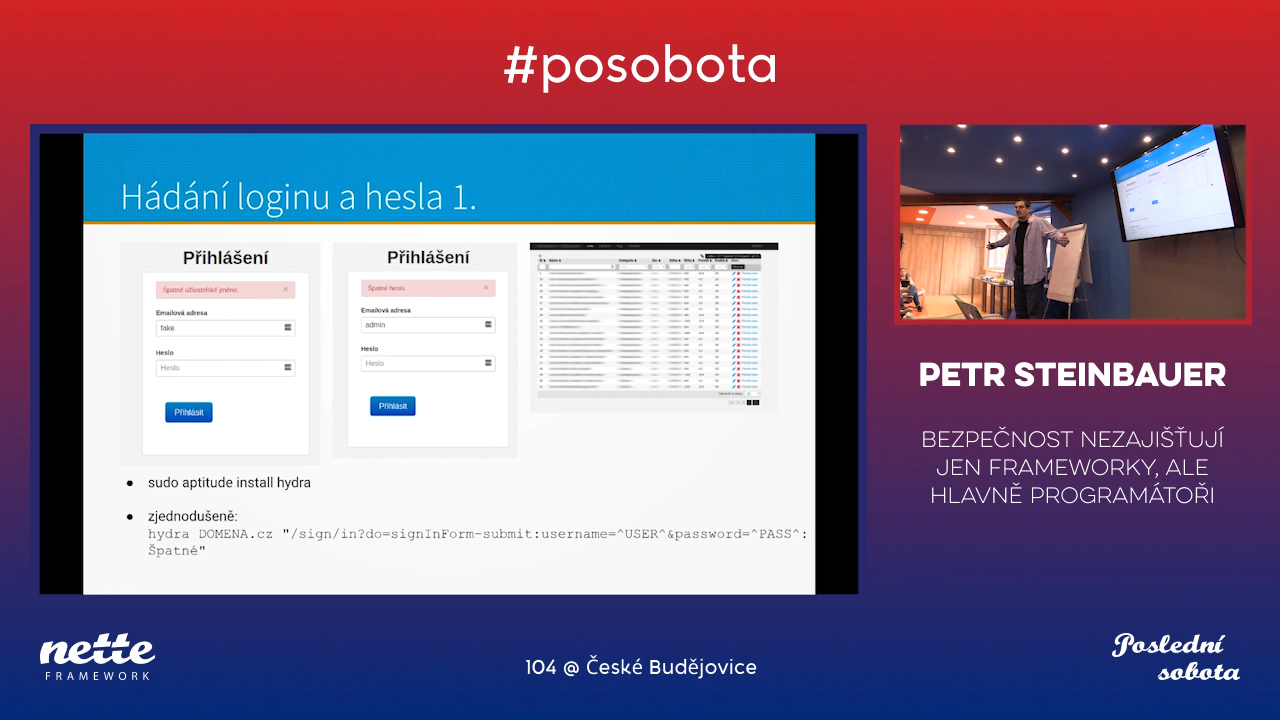 #posobota
Hádání loginu a hesla 1.
Přihlášení
Špatné uživatelské jméno.
Emailová adresa
fake
Heslo
Heslo
Přihlásit
Přihlášení
Špatné heslo.
Emailová adresa
admin
Heslo
Heslo
Přihlásit
● sudo aptitude install hydra
● zjednodušeně:
hydra DOMENA.cz "/sign/in?do=signInForm-submit:username=^USER^&password=^PASS^:
Špatné"
PETR STEINBAUER
BEZPEČNOST NEZAJIŠŤUJÍ
JEN FRAMEWORKY, ALE
HLAVNĚ PROGRAMÁTOŘI
nette
FRAMEWORK
104 @ České Budějovice
Poslední
sobota